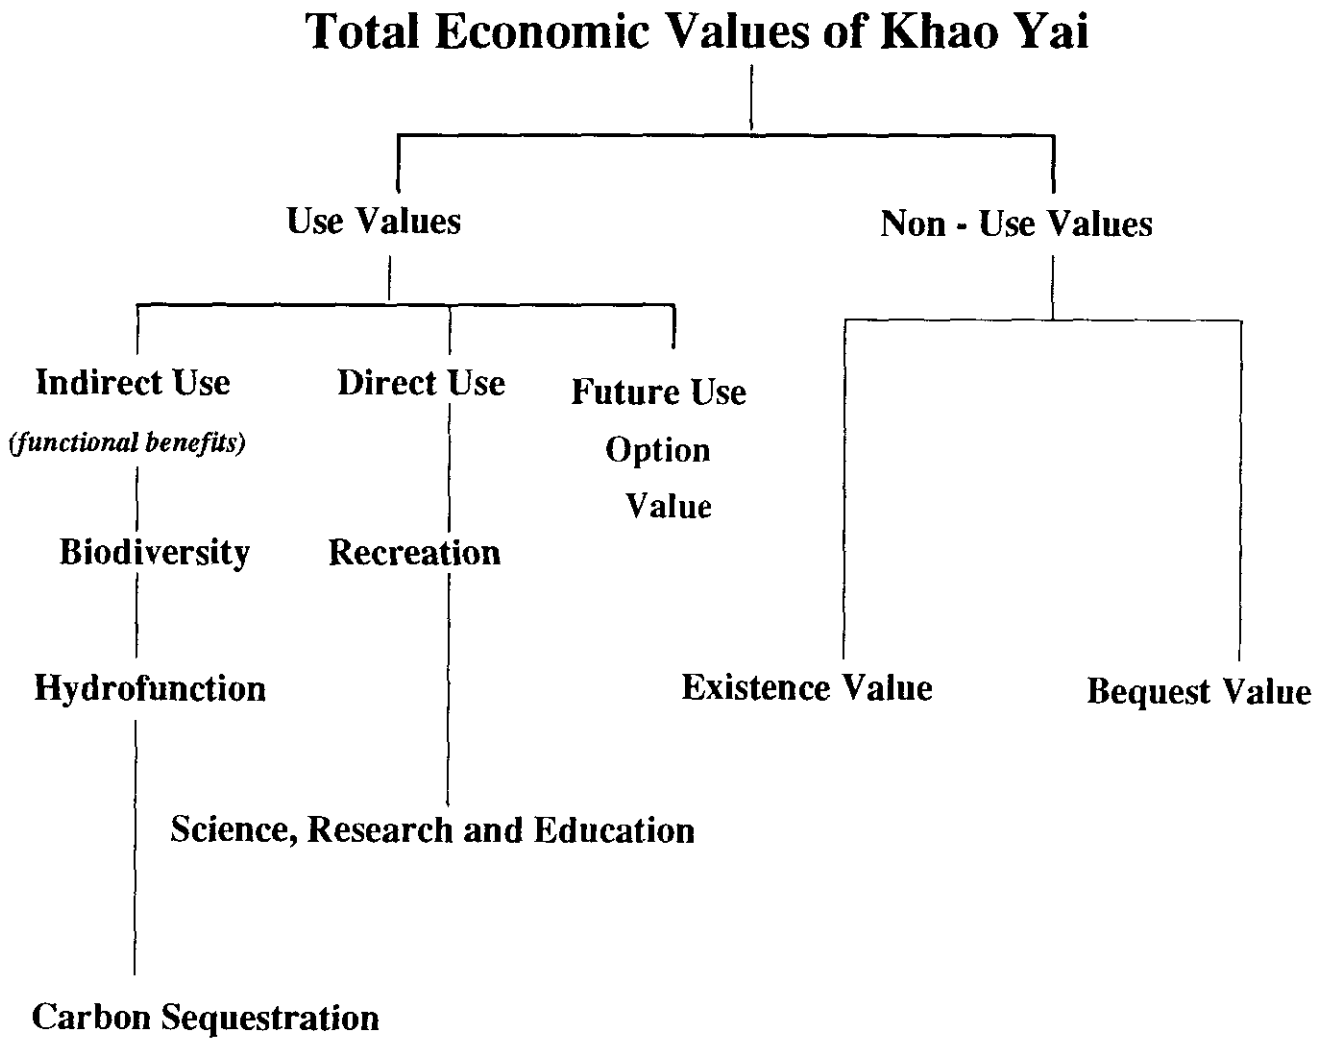 Total Economic Values of Khao Yai
Use Values
Non - Use Values
Indirect Use
(functional benefits)
Direct Use
Future Use
Option
Value
Biodiversity
Recreation
Hydrofunction
Existence Value
Bequest Value
Science, Research and Education
Carbon Sequestration